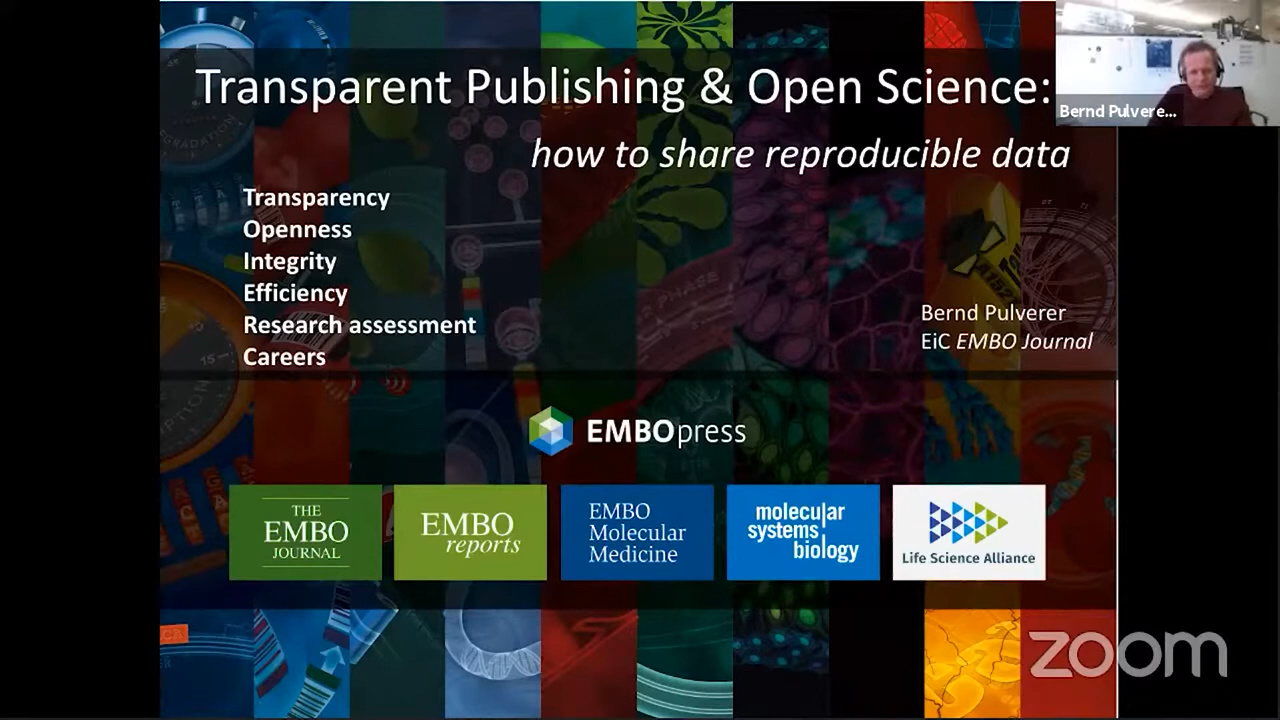 Transparent Publishing & Open Science:
how to share reproducible data
Bernd Pulvere...
Transparency
Openness
Integrity
Efficiency
Research assessment
Careers
Bernd Pulverer
EiC EMBO Journal
EMBOpress
THE
EMBO
JOURNAL
EMBO
reports
EMBO
Molecular
Medicine
molecular
systems
biology
Life Science Alliance
zoom